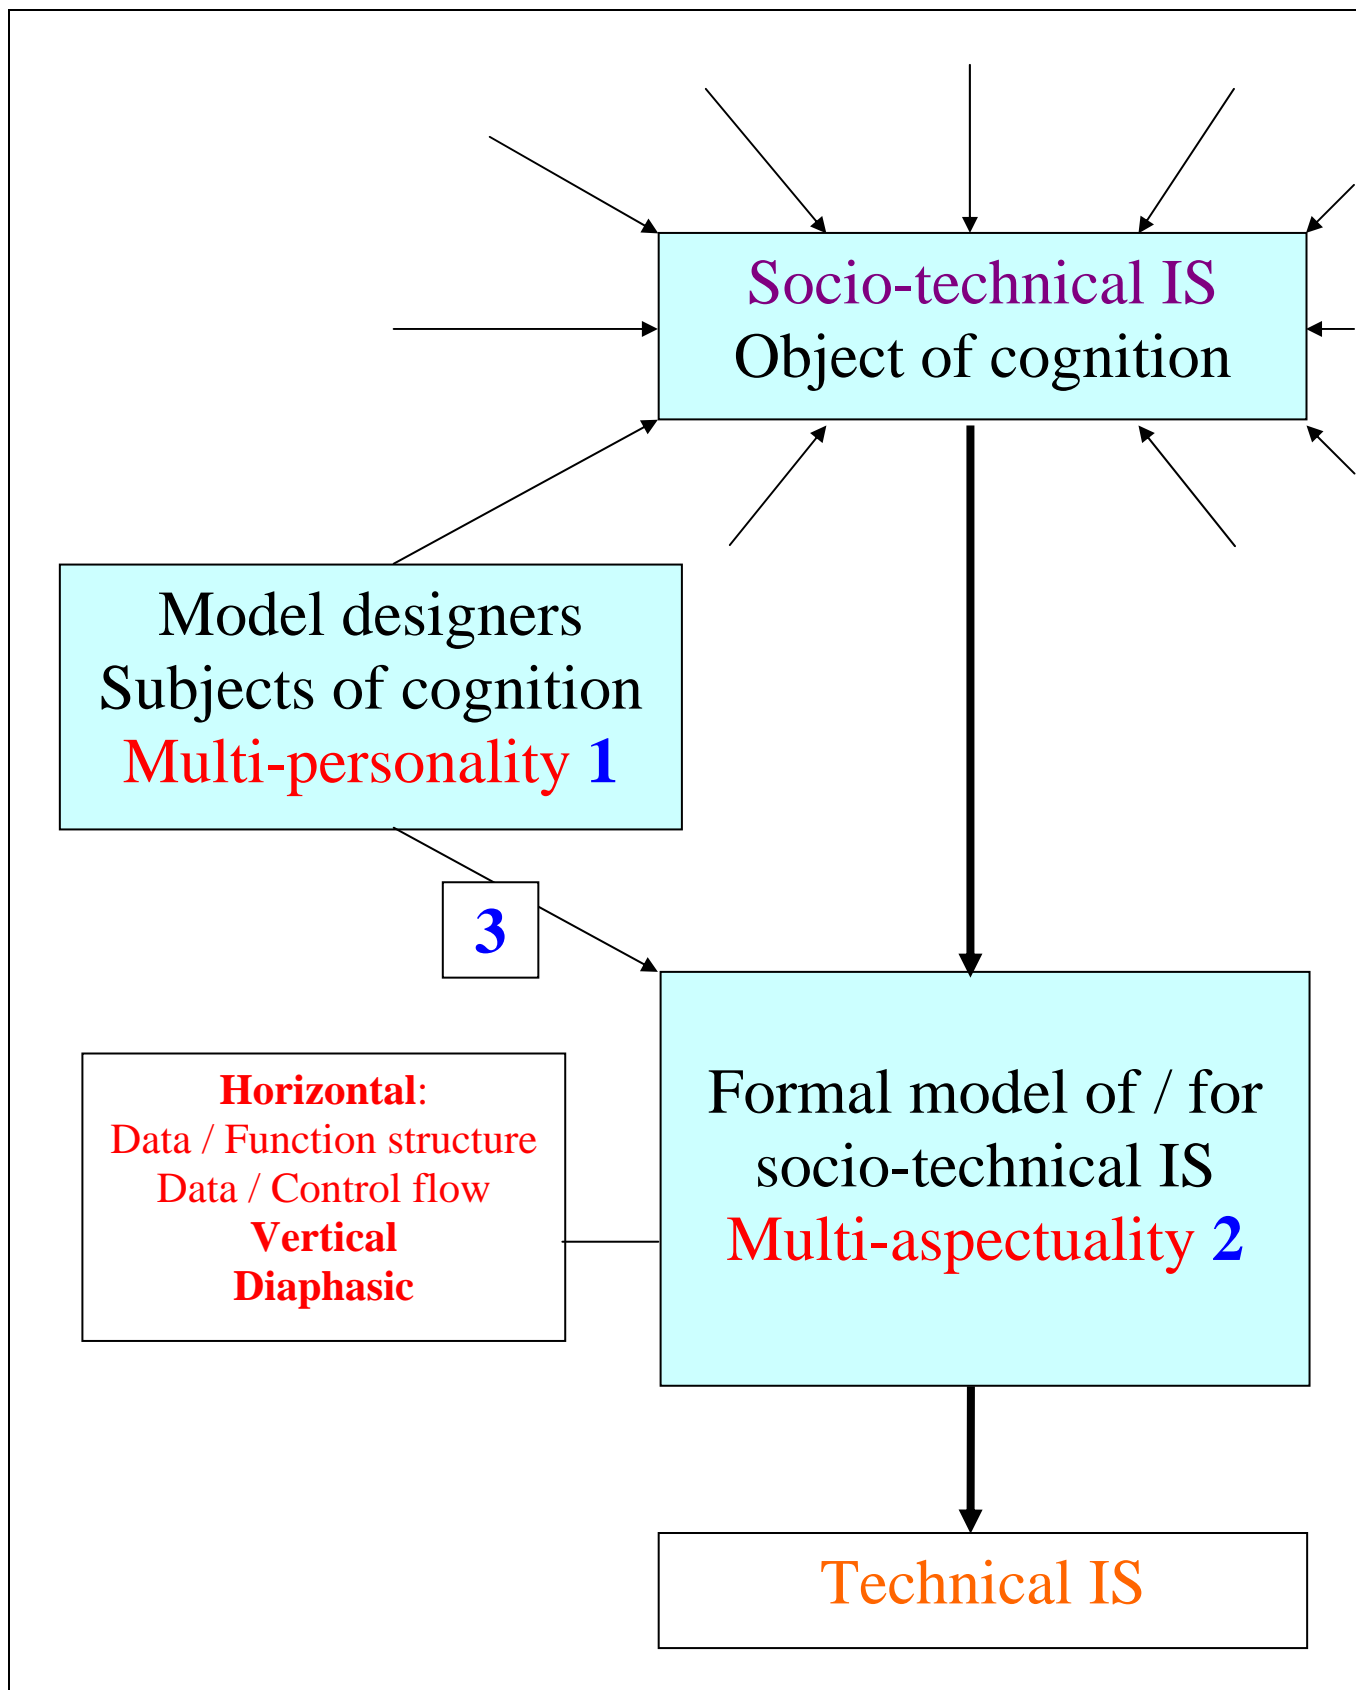 Socio-technical IS
Object of cognition
Model designers
Subjects of cognition
Multi-personality 1
3
Horizontal:
Data / Function structure
Data / Control flow
Vertical
Diaphasic
Formal model of / for
socio-technical IS
Multi-aspectuality 2
Technical IS